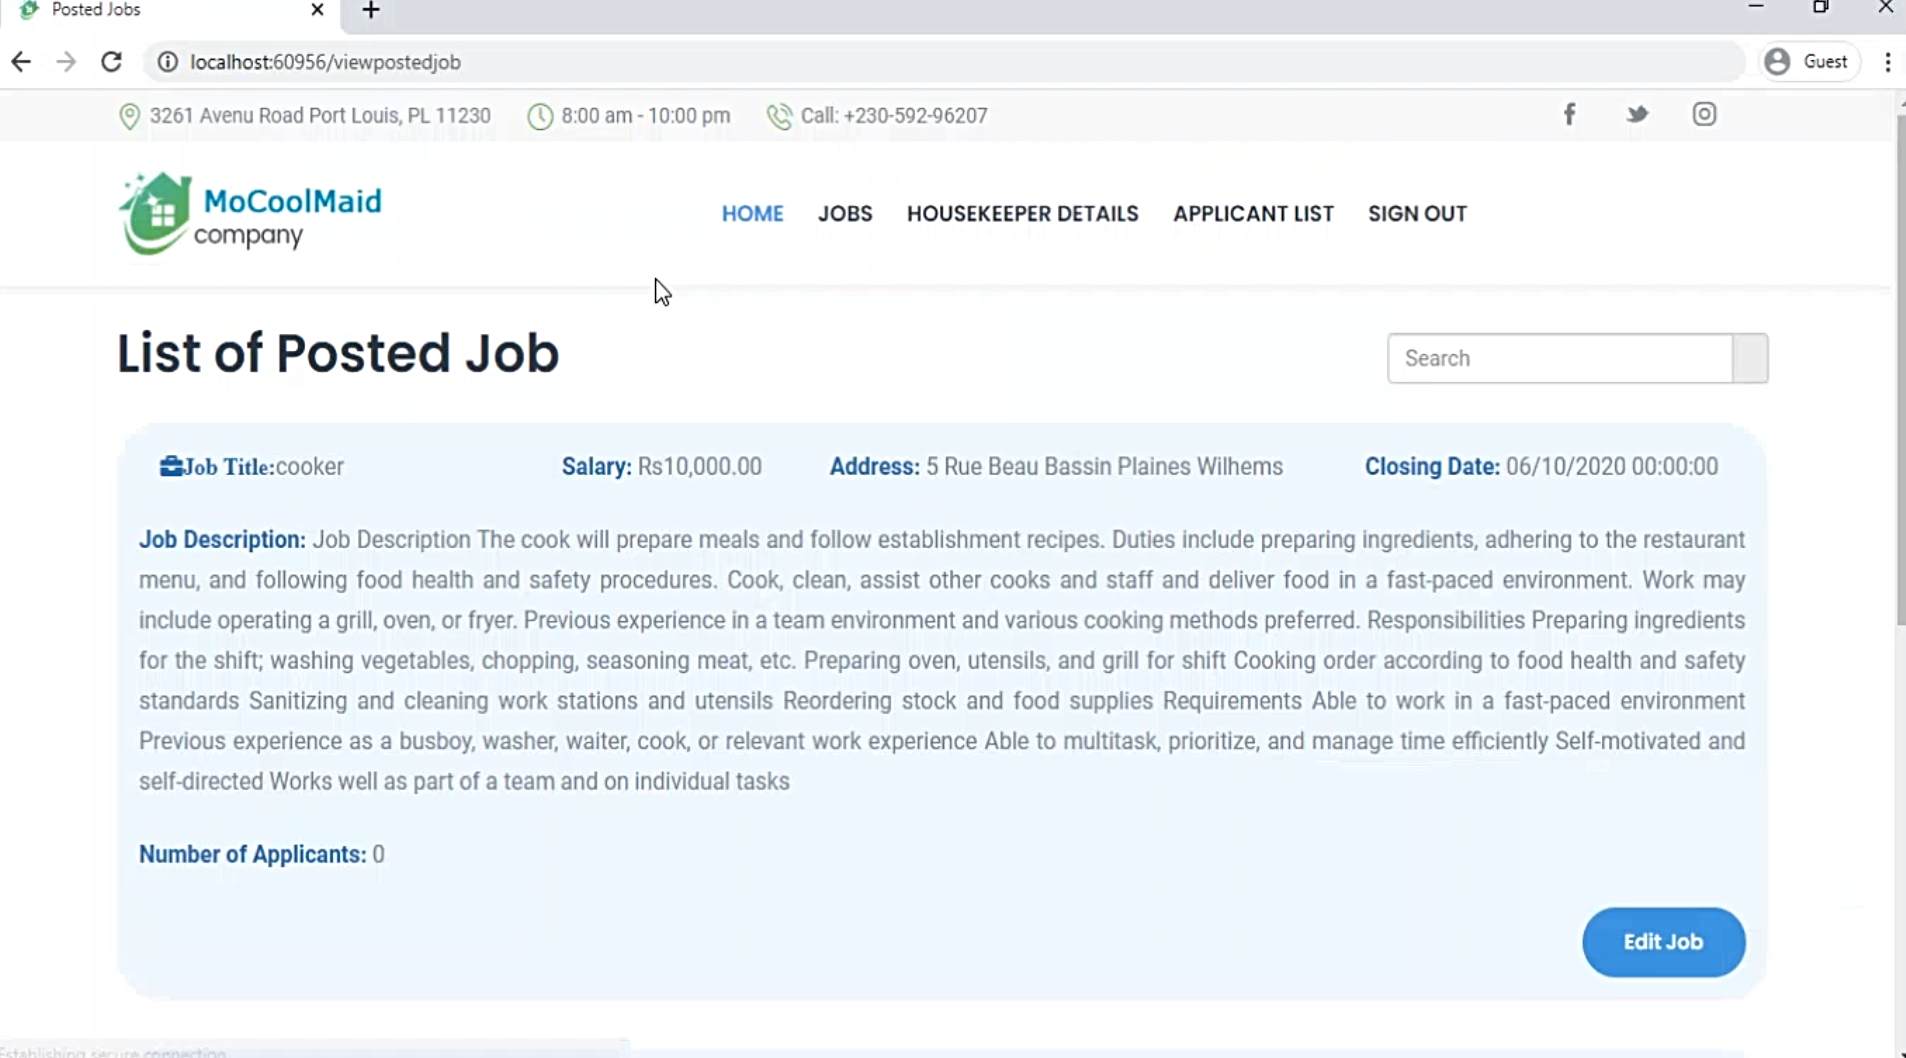 Posted Jobs
localhost:60956/viewpostedjob
Guest
3261 Avenu Road Port Louis, PL 11230
8:00 am - 10:00 pm
Call: +230-592-96207
MoCoolMaid
company
HOME
JOBS
HOUSEKEEPER DETAILS
APPLICANT LIST
SIGN OUT
List of Posted Job
Search
Job Title:cooker
Salary: Rs10,000.00
Address: 5 Rue Beau Bassin Plaines Wilhems
Closing Date: 06/10/2020 00:00:00
Job Description: Job Description The cook will prepare meals and follow establishment recipes. Duties include preparing ingredients, adhering to the restaurant
menu, and following food health and safety procedures. Cook, clean, assist other cooks and staff and deliver food in a fast-paced environment. Work may
include operating a grill, oven, or fryer. Previous experience in a team environment and various cooking methods preferred. Responsibilities Preparing ingredients
for the shift; washing vegetables, chopping, seasoning meat, etc. Preparing oven, utensils, and grill for shift Cooking order according to food health and safety
standards Sanitizing and cleaning work stations and utensils Reordering stock and food supplies Requirements Able to work in a fast-paced environment
Previous experience as a busboy, washer, waiter, cook, or relevant work experience Able to multitask, prioritize, and manage time efficiently Self-motivated and
self-directed Works well as part of a team and on individual tasks
Number of Applicants: 0
Edit Job
Establishing secure connection